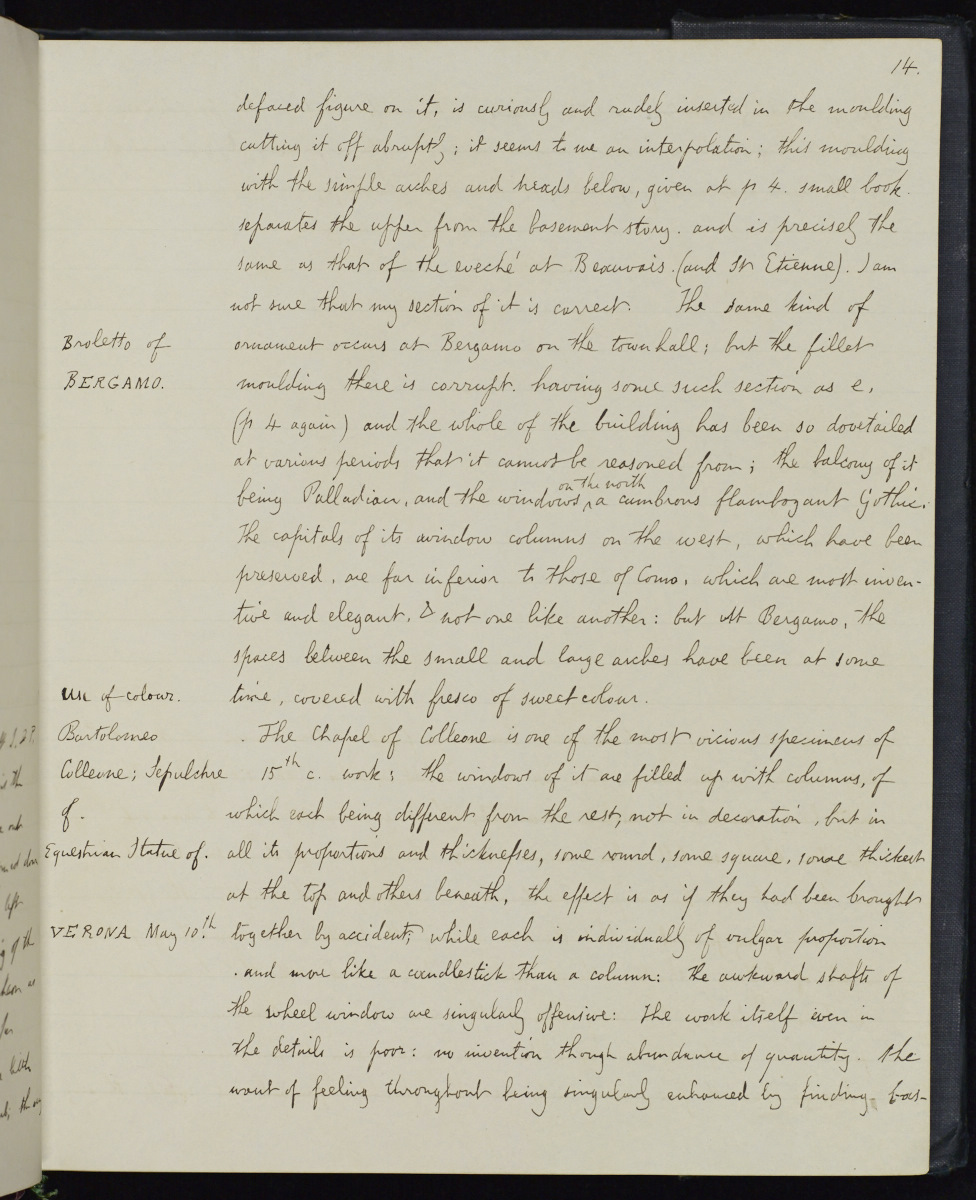 14.
defaced figure on it, is curiously and rudely inserted in the moulding
cutting it off abruptly; it seems to me an interpolation; this moulding
with the simple arches and heads below, given at p 4. small book.
separates the upper from the basement story. and is precisely the
same as that of the eveché at Beauvais. (and St Etienne). I am
not sure that my section of it is correct. The same kind of
Broletto of ornament occurs at Bergamo on the townhall; but the fillet
BERGAMO. moulding there is corrupt. having some such section as e,
(p 4 again) and the whole of the building has been so dovetailed
at various periods that it cannot be reasoned from; the balcony of it
being Palladian, and the windows, on the north a cumbrous flamboyant Gothic.
The capitals of its window columns on the west, which have been
preserved, are far inferior to those of Como, which are most inven-
tive and elegant, & not one like another: but at Bergamo, the
spaces between the small and large arches have been at some
Use of colour. time, covered with fresco of sweet colour.
Bartolomeo . The Chapel of Colleone is one of the most vicious specimens of
Colleone; Sepulchre 15th c. work; the windows of it are filled up with columns, of
of. which each being different from the rest, not in decoration, but in
Equestrian Statue of. all its proportions and thicknesses, some round, some square, some thickest
at the top and others beneath, the effect is as if they had been brought
VERONA May 10.th together by accident; while each is individually of vulgar proportion
. and more like a candlestick than a column: the awkward shafts of
the wheel window are singularly offensive: The work itself even in
the details is poor: no invention though abundance of quantity. the
want of feeling throughout being singularly enhanced by finding bas-